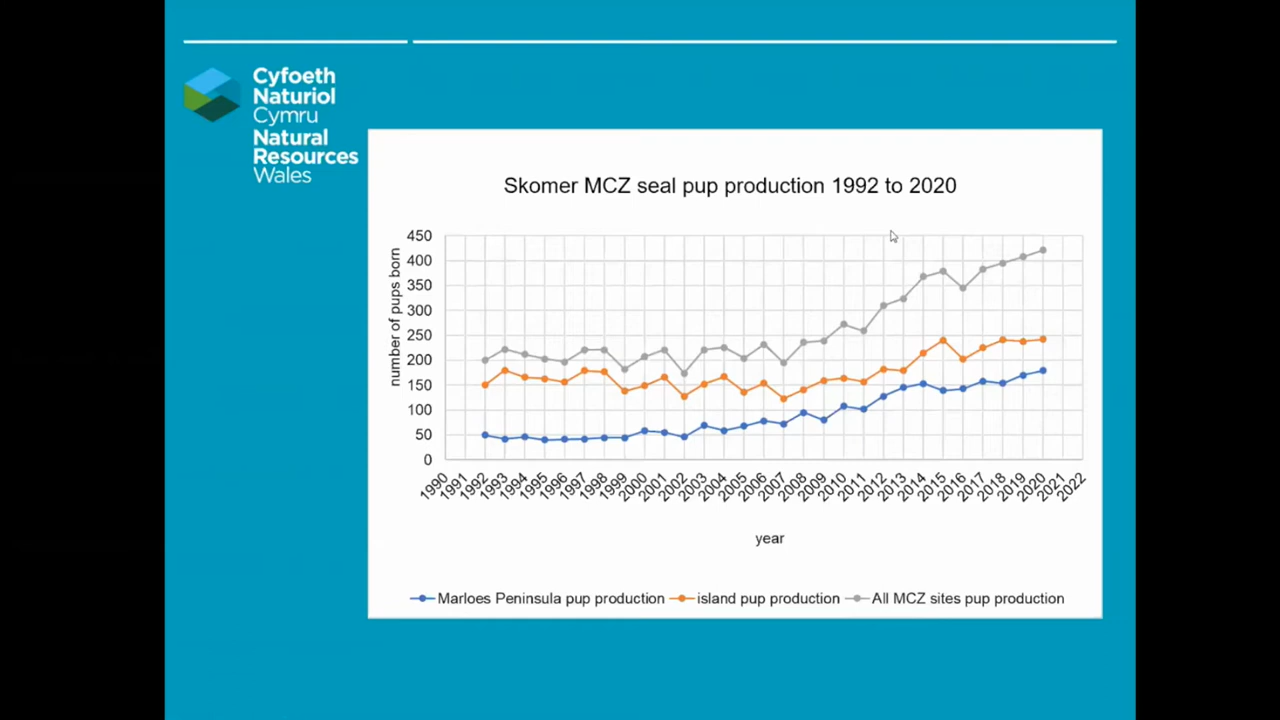 Cyfoeth
Naturiol
Cymru
Natural
Resources
Wales
Skomer MCZ seal pup production 1992 to 2020
number of pups born
450
400
350
300
250
200
150
100
50
0
1990 1991 1992 1993 1994 1995 1996 1997 1998 1999 2000 2001 2002 2003 2004 2005 2006 2007 2008 2009 2010 2011 2012 2013 2014 2015 2016 2017 2018 2019 2020 2021 2022
year
Marloes Peninsula pup production island pup production All MCZ sites pup production